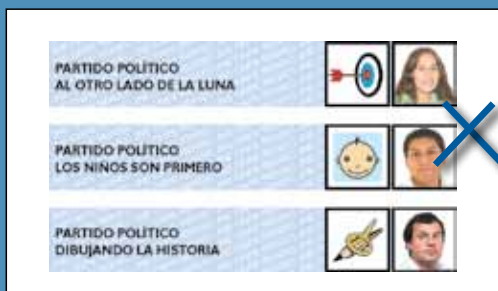 PARTIDO POLÍTICO
AL OTRO LADO DE LA LUNA
PARTIDO POLÍTICO
LOS NIÑOS SON PRIMERO
PARTIDO POLÍTICO
DIBUJANDO LA HISTORIA